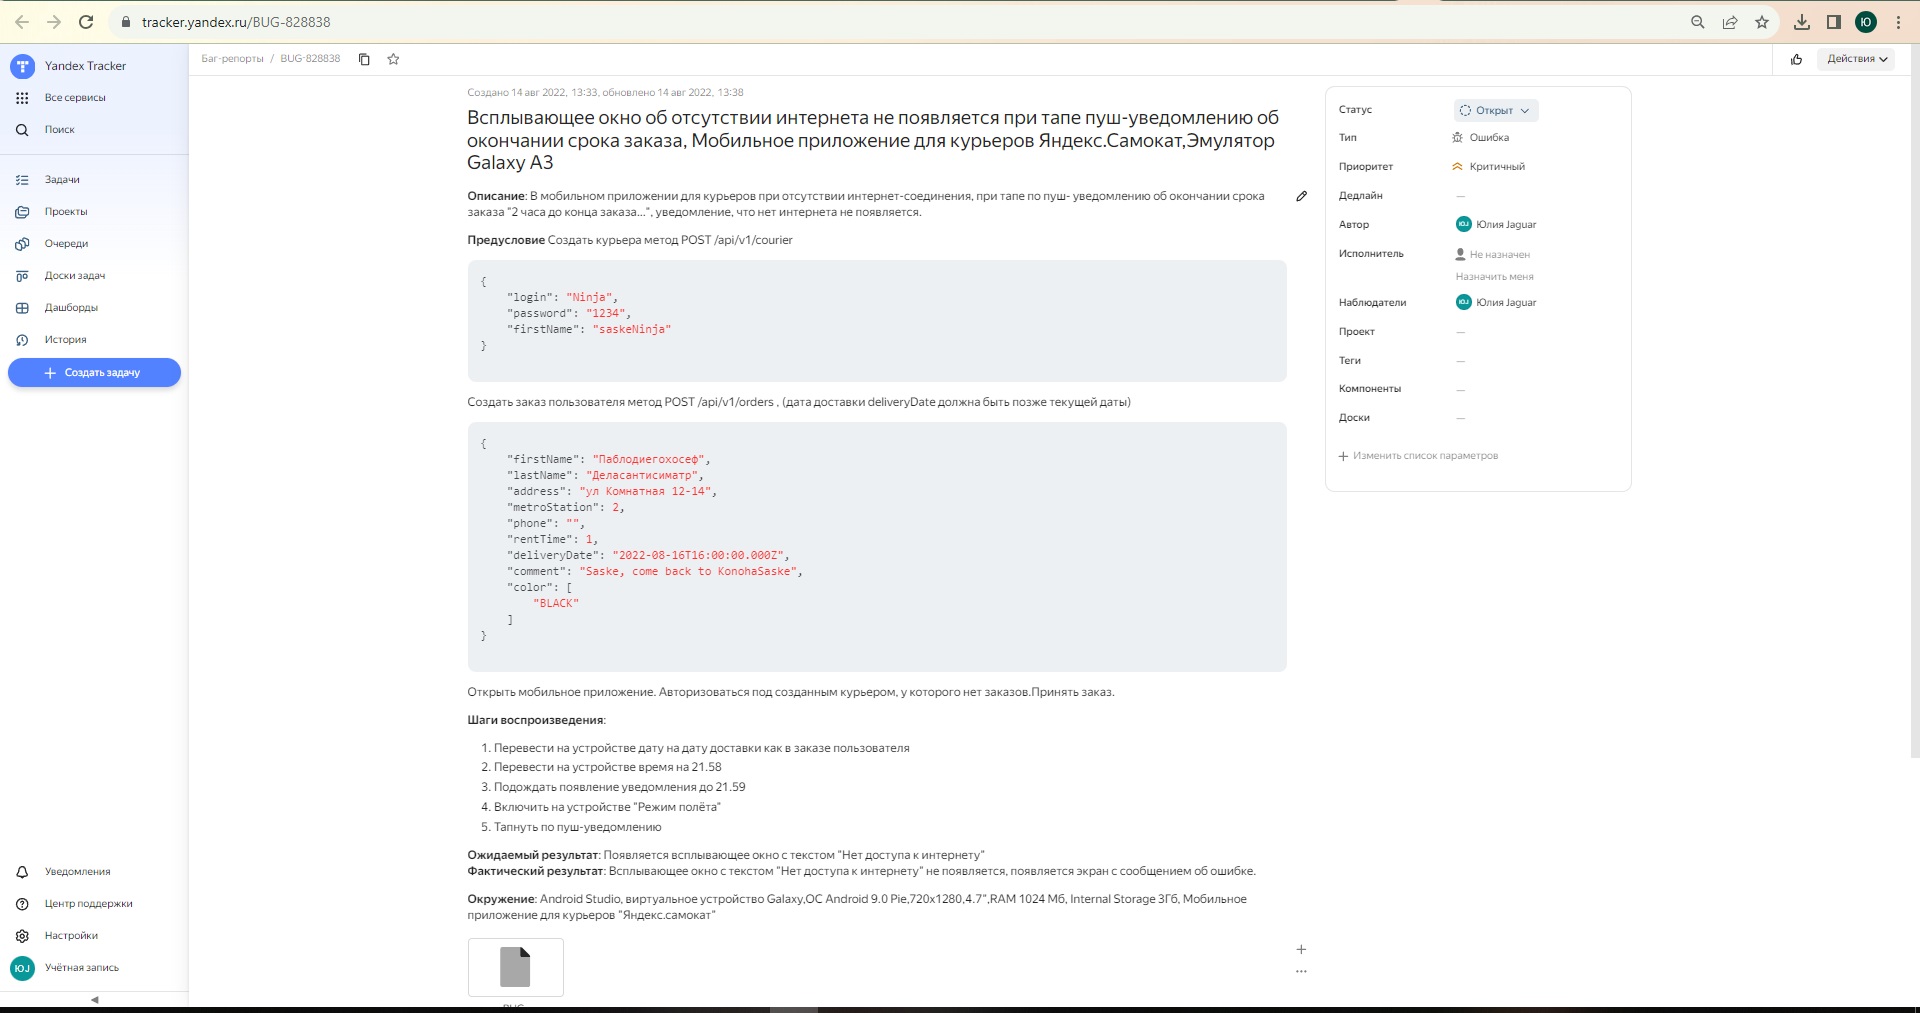 tracker.yandex.ru/BUG-828838
Ю
Yandex Tracker
Все сервисы
Поиск
Задачи
Проекты
Очереди
Доски задач
Дашборды
История
Создать задачу
Уведомления
Центр поддержки
Настройки
ЮJ Учётная запись
Баг-репорты / BUG-828838
Действия
Создано 14 авг 2022, 13:33, обновлено 14 авг 2022, 13:38
Всплывающее окно об отсутствии интернета не появляется при тапе пуш-уведомлению об
окончании срока заказа, Мобильное приложение для курьеров Яндекс.Самокат,Эмулятор
Galaxy A3
Описание: В мобильном приложении для курьеров при отсутствии интернет-соединения, при тапе по пуш- уведомлению об окончании срока
заказа "2 часа до конца заказа...", уведомление, что нет интернета не появляется.
Предусловие Создать курьера метод POST /api/v1/courier
{
"login": "Ninja",
"password": "1234",
"firstName": "saskeNinja"
}
Создать заказ пользователя метод POST /api/v1/orders , (дата доставки deliveryDate должна быть позже текущей даты)
{
"firstName": "Паблодиегохосеф",
"lastName": "Деласантисиматр",
"address": "ул Комнатная 12-14",
"metroStation": 2,
"phone": "",
"rentTime": 1,
"deliveryDate": "2022-08-16T16:00:00.000Z",
"comment": "Saske, come back to KonohaSaske",
"color": [
"BLACK"
]
}
Открыть мобильное приложение. Авторизоваться под созданным курьером, у которого нет заказов.Принять заказ.
Шаги воспроизведения:
1. Перевести на устройстве дату на дату доставки как в заказе пользователя
2. Перевести на устройстве время на 21.58
3. Подождать появление уведомления до 21.59
4. Включить на устройстве "Режим полёта"
5. Тапнуть по пуш-уведомлению
Ожидаемый результат: Появляется всплывающее окно с текстом "Нет доступа к интернету"
Фактический результат: Всплывающее окно с текстом "Нет доступа к интернету" не появляется, появляется экран с сообщением об ошибке.
Окружение: Android Studio, виртуальное устройство Galaxy,ОС Android 9.0 Pie,720x1280,4.7",RAM 1024 Мб, Internal Storage 3Гб, Мобильное
приложение для курьеров "Яндекс.самокат"
Статус Открыт
Тип Ошибка
Приоритет Критичный
Дедлайн —
Автор ЮJ Юлия Jaguar
Исполнитель Не назначен
Назначить меня
Наблюдатели ЮJ Юлия Jaguar
Проект —
Теги —
Компоненты —
Доски —
Изменить список параметров